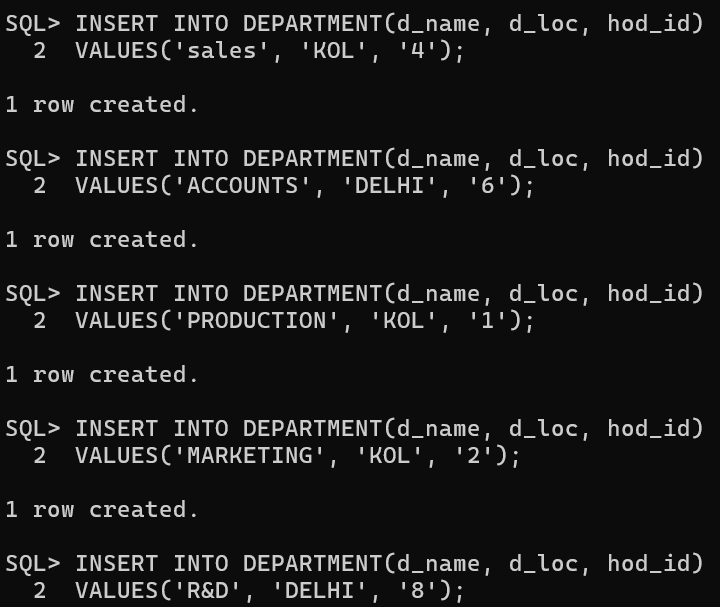 SQL> INSERT INTO DEPARTMENT(d_name, d_loc, hod_id)
  2  VALUES('sales', 'KOL', '4');
1 row created.
SQL> INSERT INTO DEPARTMENT(d_name, d_loc, hod_id)
  2  VALUES('ACCOUNTS', 'DELHI', '6');
1 row created.
SQL> INSERT INTO DEPARTMENT(d_name, d_loc, hod_id)
  2  VALUES('PRODUCTION', 'KOL', '1');
1 row created.
SQL> INSERT INTO DEPARTMENT(d_name, d_loc, hod_id)
  2  VALUES('MARKETING', 'KOL', '2');
1 row created.
SQL> INSERT INTO DEPARTMENT(d_name, d_loc, hod_id)
  2  VALUES('R&D', 'DELHI', '8');